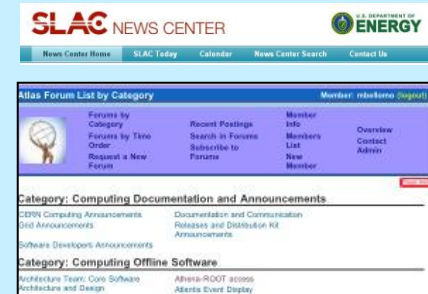 SLAC NEWS CENTER
U.S. DEPARTMENT OF
ENERGY
News Center Home SLAC Today Calendar News Center Search Contact Us
Atlas Forum List by Category
Member: mbellomo (logout)
Forums by Category
Forums by Time Order
Request a New Forum
Recent Postings
Search in Forums
Subscribe to Forums
Member Info
Members List
New Member
Overview
Contact Admin
Category: Computing Documentation and Announcements
CERN Computing Announcements Documentation and Communication
Grid Announcements Releases and Distribution Kit
Announcements
Software Developers Announcements
Category: Computing Offline Software
Architecture Team: Core Software Athena-ROOT access
Architecture and Design Atlantis Event Display